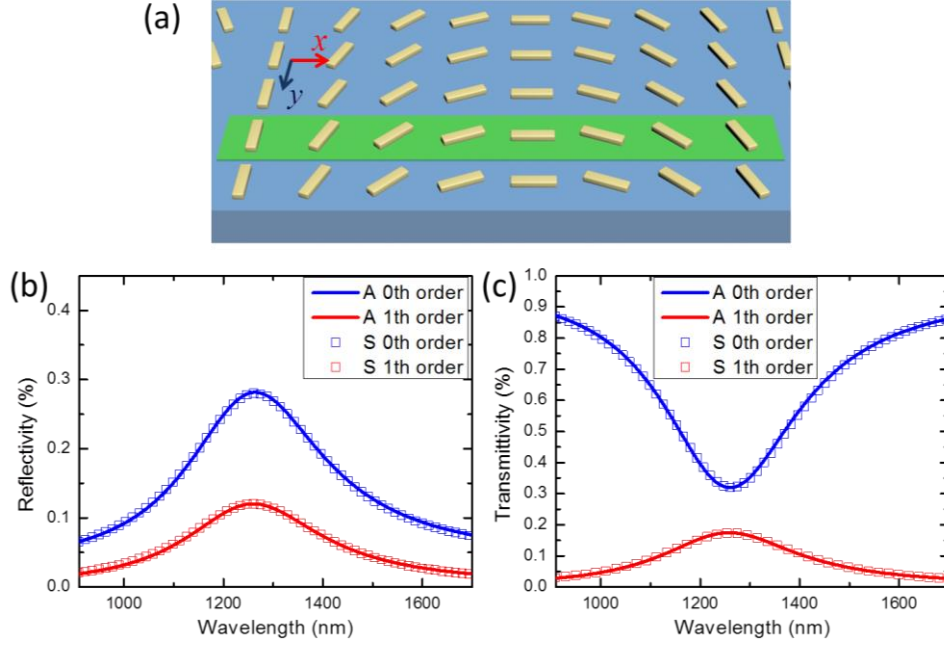 (a)
x
y
(b)
A 0th order
A 1th order
S 0th order
S 1th order
0.4
0.3
0.2
0.1
0.0
Reflectivity (%)
1000 1200 1400 1600
Wavelength (nm)
(c)
A 0th order
A 1th order
S 0th order
S 1th order
1.0
0.9
0.8
0.7
0.6
0.5
0.4
0.3
0.2
0.1
0.0
Transmittivity (%)
1000 1200 1400 1600
Wavelength (nm)